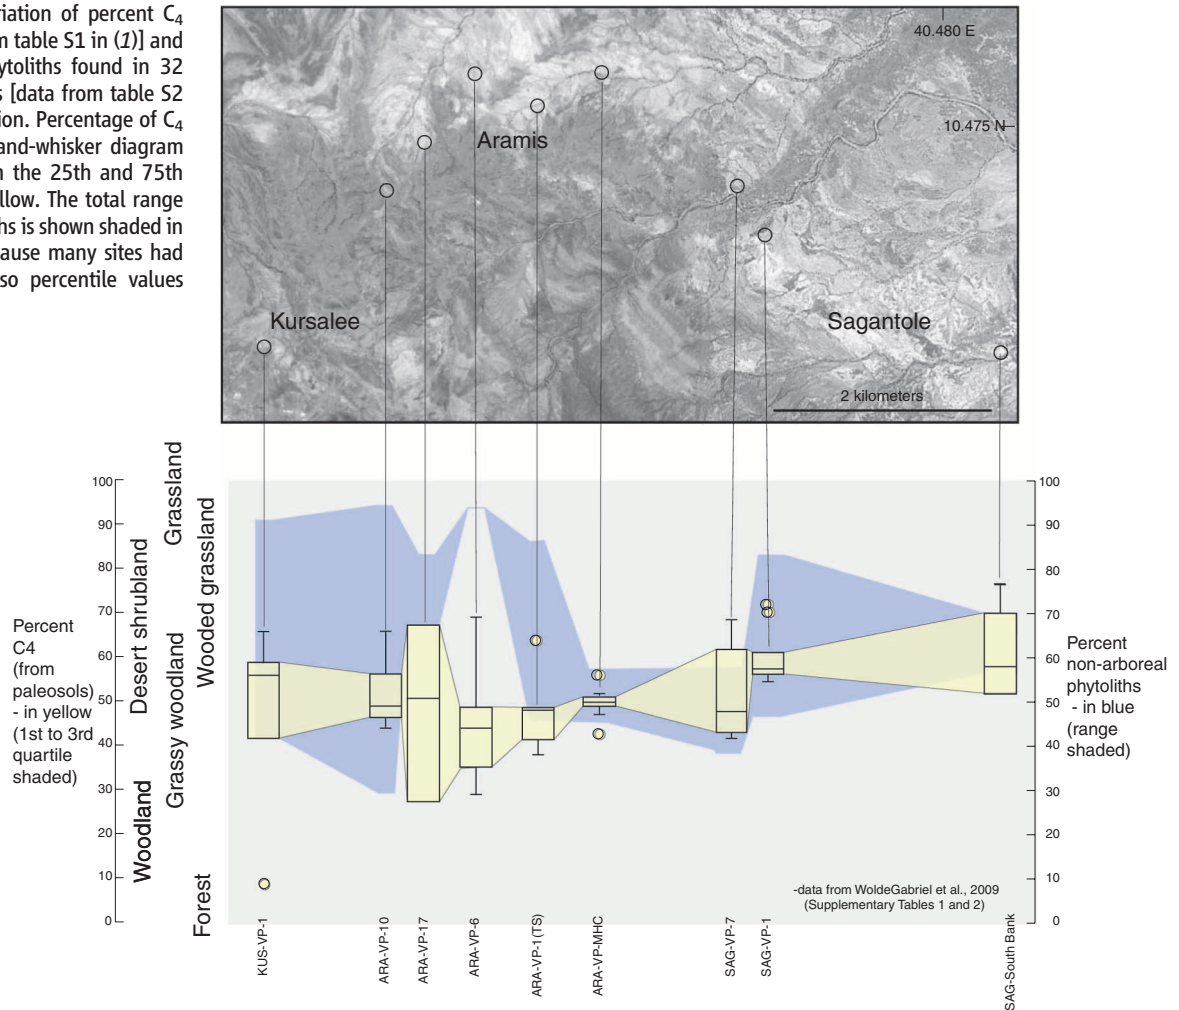 riation of percent C4
m table S1 in (1)] and
ytoliths found in 32
s [data from table S2
ion. Percentage of C4
and-whisker diagram
n the 25th and 75th
llow. The total range
hs is shown shaded in
ause many sites had
so percentile values
40.480 E
10.475 N
Aramis
Kursalee
Sagantole
2 kilometers
Percent
C4
(from
paleosols)
- in yellow
(1st to 3rd
quartile
shaded)
100
90
80
70
60
50
40
30
20
10
0
Desert shrubland
Woodland
Grassland
Grassy woodland
Wooded grassland
Forest
100
90
80
70
60
50
40
30
20
10
0
Percent
non-arboreal
phytoliths
- in blue
(range
shaded)
-data from WoldeGabriel et al., 2009
(Supplementary Tables 1 and 2)
KUS-VP-1
ARA-VP-10
ARA-VP-17
ARA-VP-6
ARA-VP-1(TS)
ARA-VP-MHC
SAG-VP-7
SAG-VP-1
SAG-South Bank